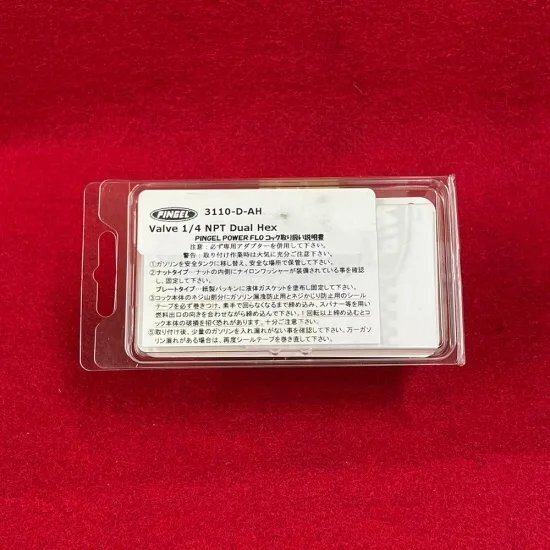 PINGEL 3110-D-AH
Valve 1/4 NPT Dual Hex
PINGEL POWER FLO コック取り扱い説明書
注意：必ず専用アダプターを併用して下さい。
警告：取り付け作業時は火気に充分ご注意下さい。
①ガソリンを安全タンクに移し替え、安全な場所で保管して下さい。
②ナットタイプ・・ナットの内側にナイロンワッシャーが装備されている事を確認
し、固定して下さい。
プレートタイプ・・紙製パッキンに液体ガスケットを塗布し固定して下さい。
③コック本体のネジ山部分にガソリン漏洩防止用とネジかじり防止用のシール
テープを必ず巻きつけ、素手で回らなくなるまで締め込み、スパナー等を用い
燃料出口の向きを合わせながら締め込んで下さい。1回転以上締め込むとコ
ック本体の破損を招く恐れがあります。十分ご注意下さい。
⑤取り付け後、少量のガソリンを入れ漏れがない事を確認て下さい、万一ガソ
リン漏れがある場合は、再度シールテープを巻き直して下さい。